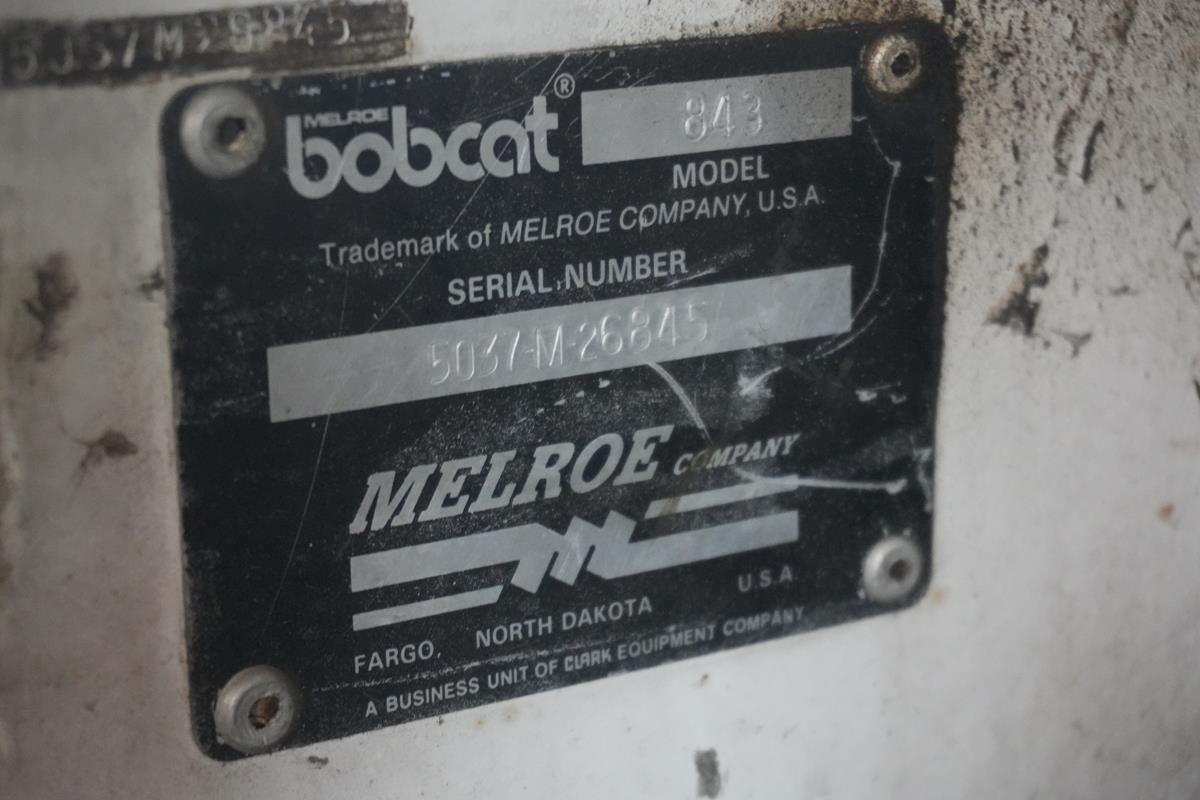 MELROE
bobcat®
843
MODEL
Trademark of MELROE COMPANY, U.S.A.
SERIAL NUMBER
5037-M-26845
MELROE COMPANY
FARGO, NORTH DAKOTA U.S.A
A BUSINESS UNIT OF CLARK EQUIPMENT COMPANY